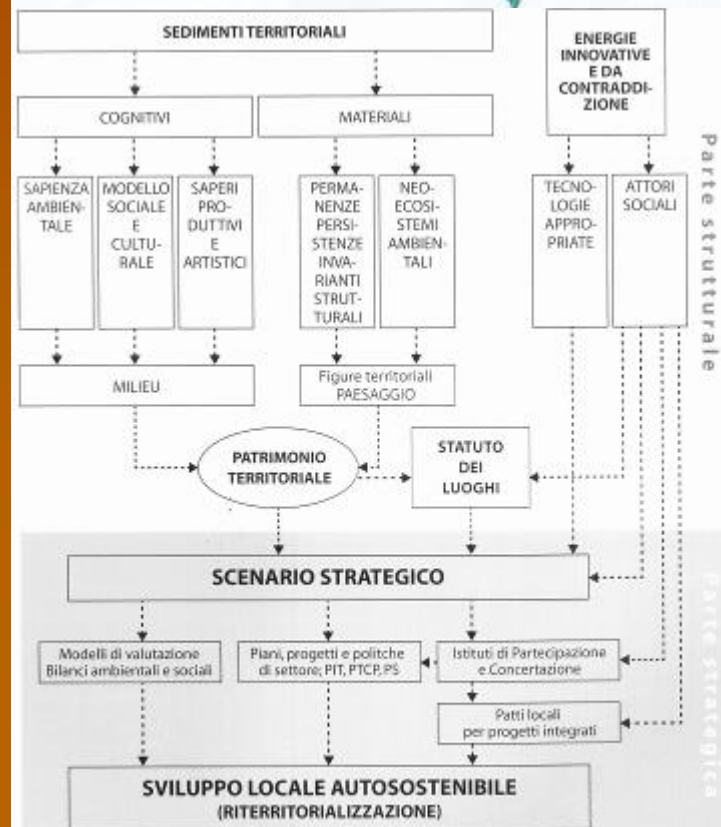 SEDIMENTI TERRITORIALI
ENERGIE
INNOVATIVE
E DA
CONTRADDI-
ZIONE
COGNITIVI
MATERIALI
SAPIENZA
AMBIEN-
TALE
MODELLO
SOCIALE
E
CULTU-
RALE
SAPERI
PRO-
DUTTIVI
E
ARTISTICI
PERMA-
NENZE
PERSI-
STENZE
INVA-
RIANTI
STRUT-
TURALI
NEO-
ECOSI-
STEMI
AMBIEN-
TALI
TECNO-
LOGIE
APPRO-
PRIATE
ATTORI
SOCIALI
Parte strutturale
MILIEU
Figure territoriali
PAESAGGIO
PATRIMONIO
TERRITORIALE
STATUTO
DEI
LUOGHI
SCENARIO STRATEGICO
Modelli di valutazione
Bilanci ambientali e sociali
Piani, progetti e politche
di settore; PIT, PTCP, PS
Istituti di Partecipazione
e Concertazione
Patti locali
per progetti integrati
Parte strategica
SVILUPPO LOCALE AUTOSOSTENIBILE
(RITERRITORIALIZZAZIONE)